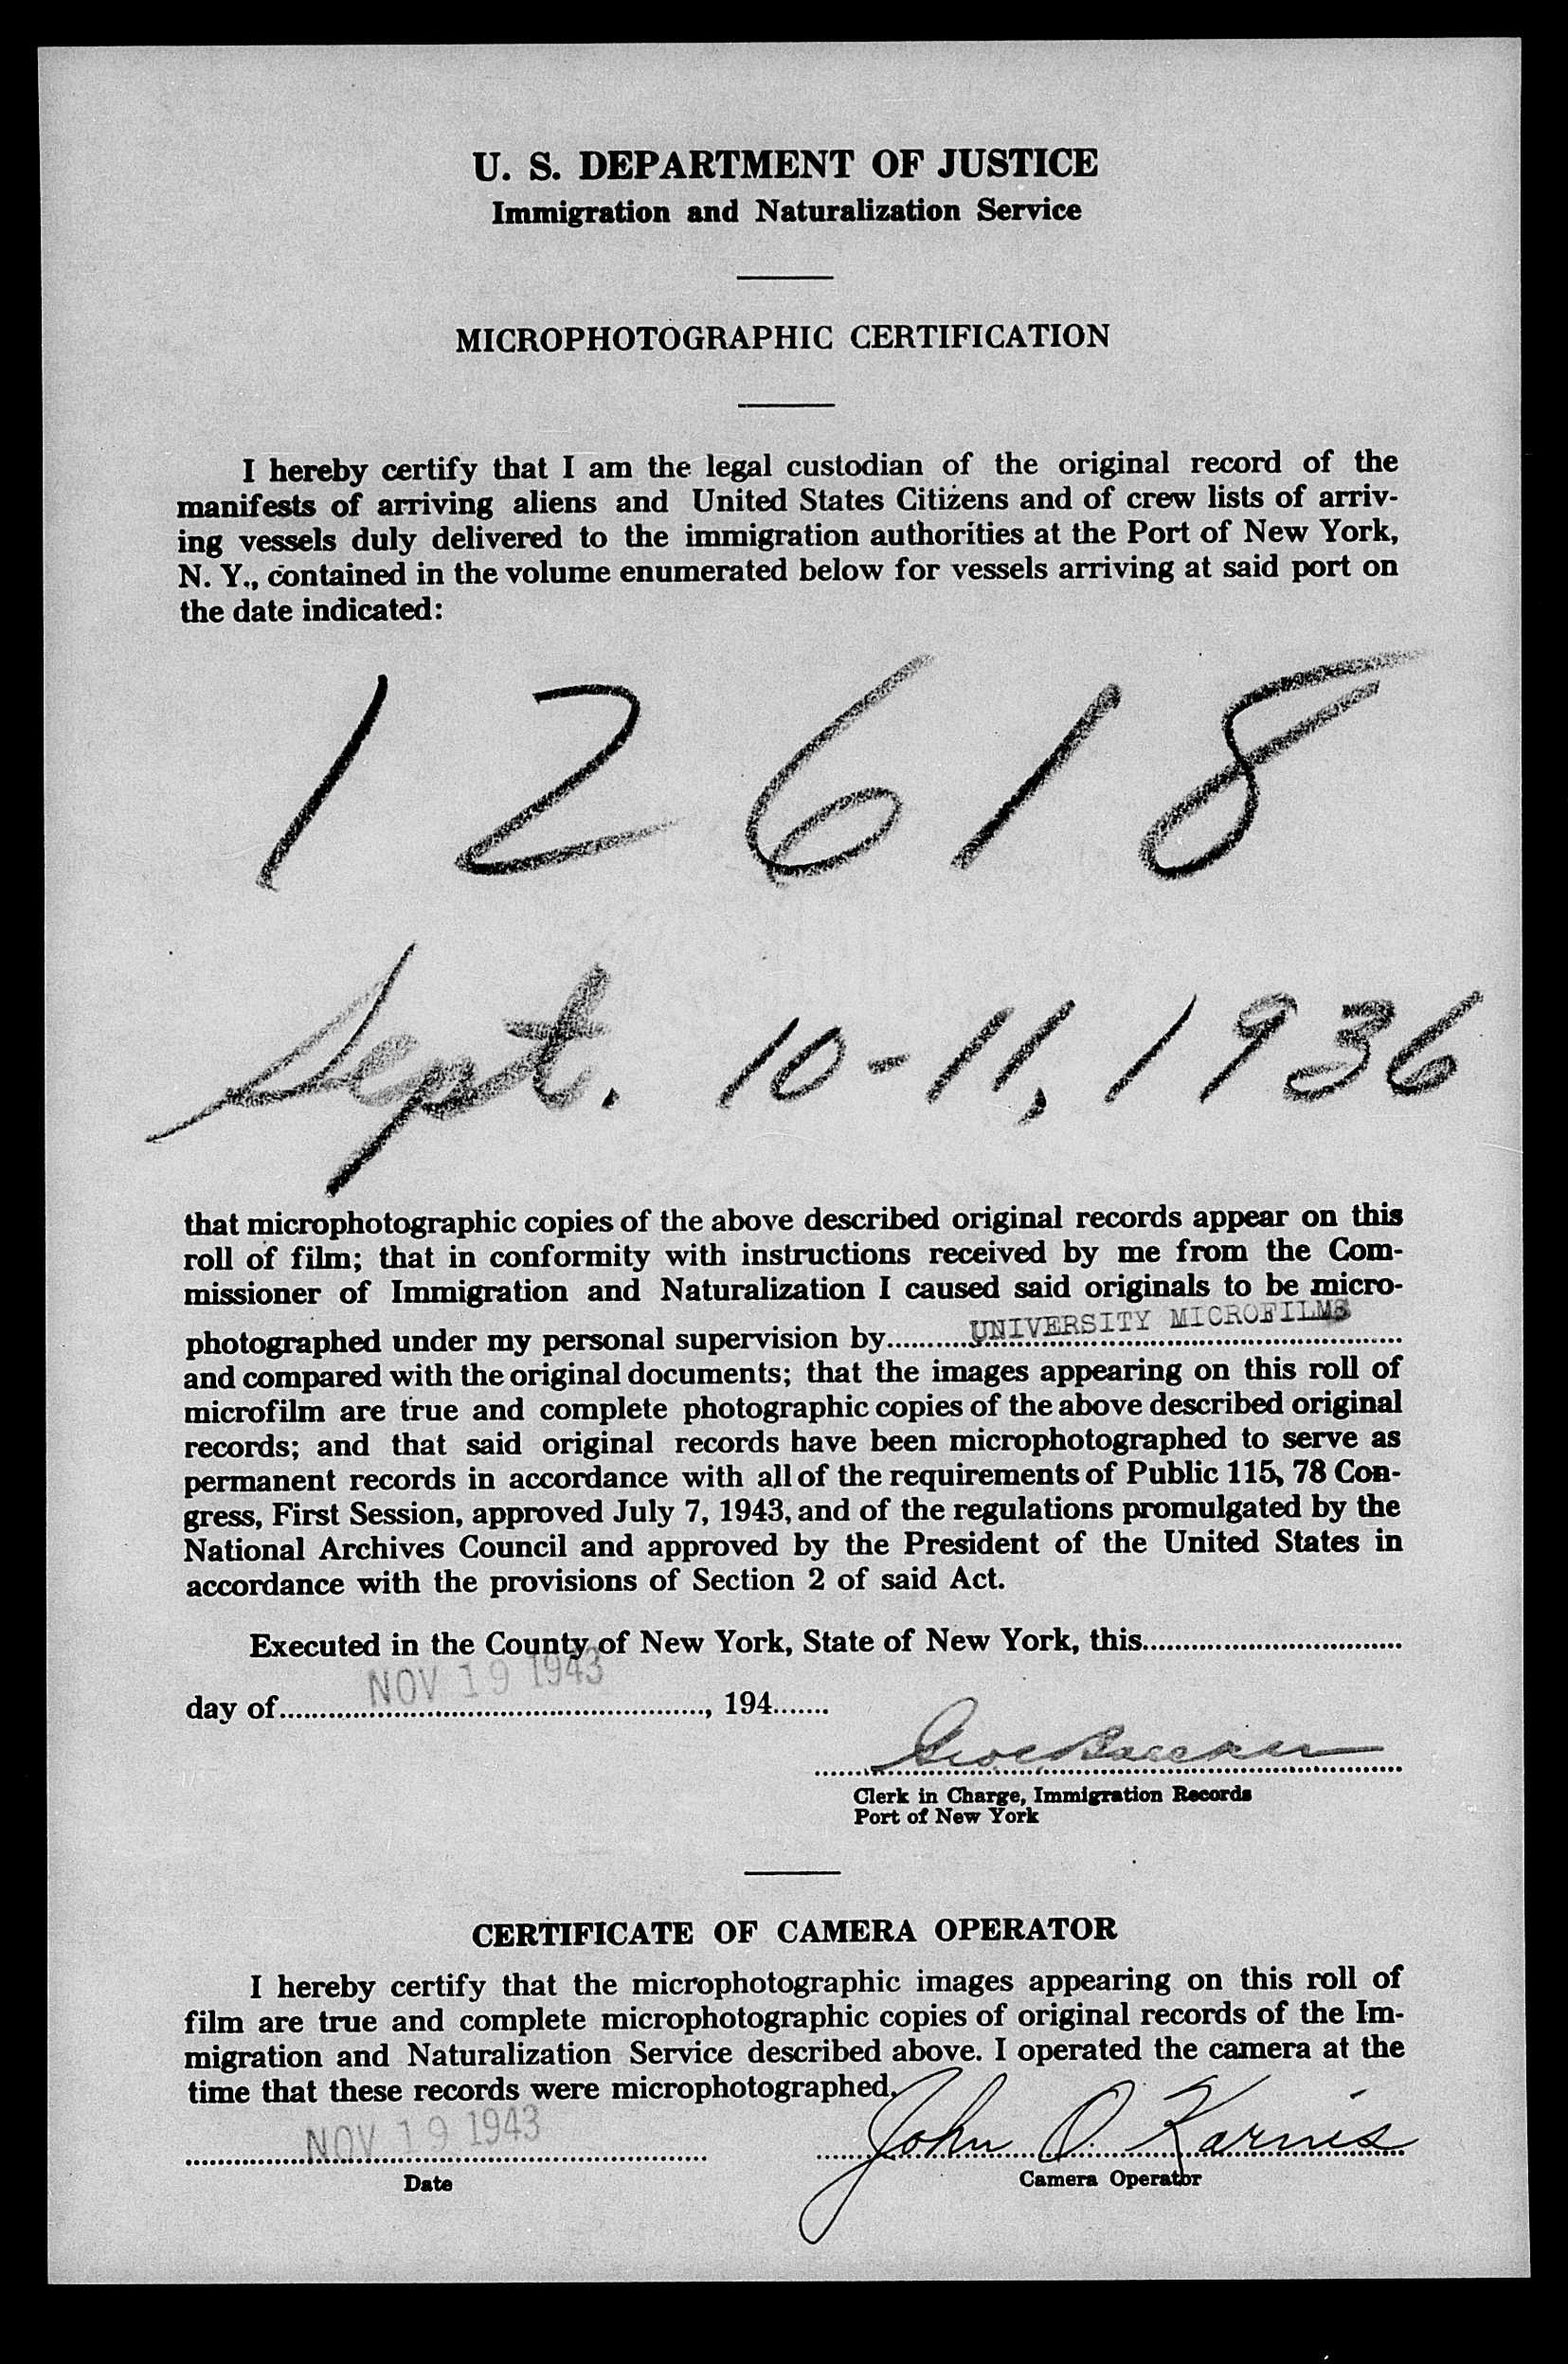 U. S. DEPARTMENT OF JUSTICE
Immigration and Naturalization Service
MICROPHOTOGRAPHIC CERTIFICATION
I hereby certify that I am the legal custodian of the original record of the
manifests of arriving aliens and United States Citizens and of crew lists of arriv-
ing vessels duly delivered to the immigration authorities at the Port of New York,
N. Y., contained in the volume enumerated below for vessels arriving at said port on
the date indicated:
1 2 6 1 8
Sept. 10-11, 1936
that microphotographic copies of the above described original records appear on this
roll of film; that in conformity with instructions received by me from the Com-
missioner of Immigration and Naturalization I caused said originals to be micro-
photographed under my personal supervision by UNIVERSITY MICROFILMS
and compared with the original documents; that the images appearing on this roll of
microfilm are true and complete photographic copies of the above described original
records; and that said original records have been microphotographed to serve as
permanent records in accordance with all of the requirements of Public 115, 78 Con-
gress, First Session, approved July 7, 1943, and of the regulations promulgated by the
National Archives Council and approved by the President of the United States in
accordance with the provisions of Section 2 of said Act.
Executed in the County of New York, State of New York, this
NOV 19 1943
day of , 194
Clerk in Charge, Immigration Records
Port of New York
CERTIFICATE OF CAMERA OPERATOR
I hereby certify that the microphotographic images appearing on this roll of
film are true and complete microphotographic copies of original records of the Im-
migration and Naturalization Service described above. I operated the camera at the
time that these records were microphotographed.
NOV 19 1943 John O. Karnis
Date Camera Operator